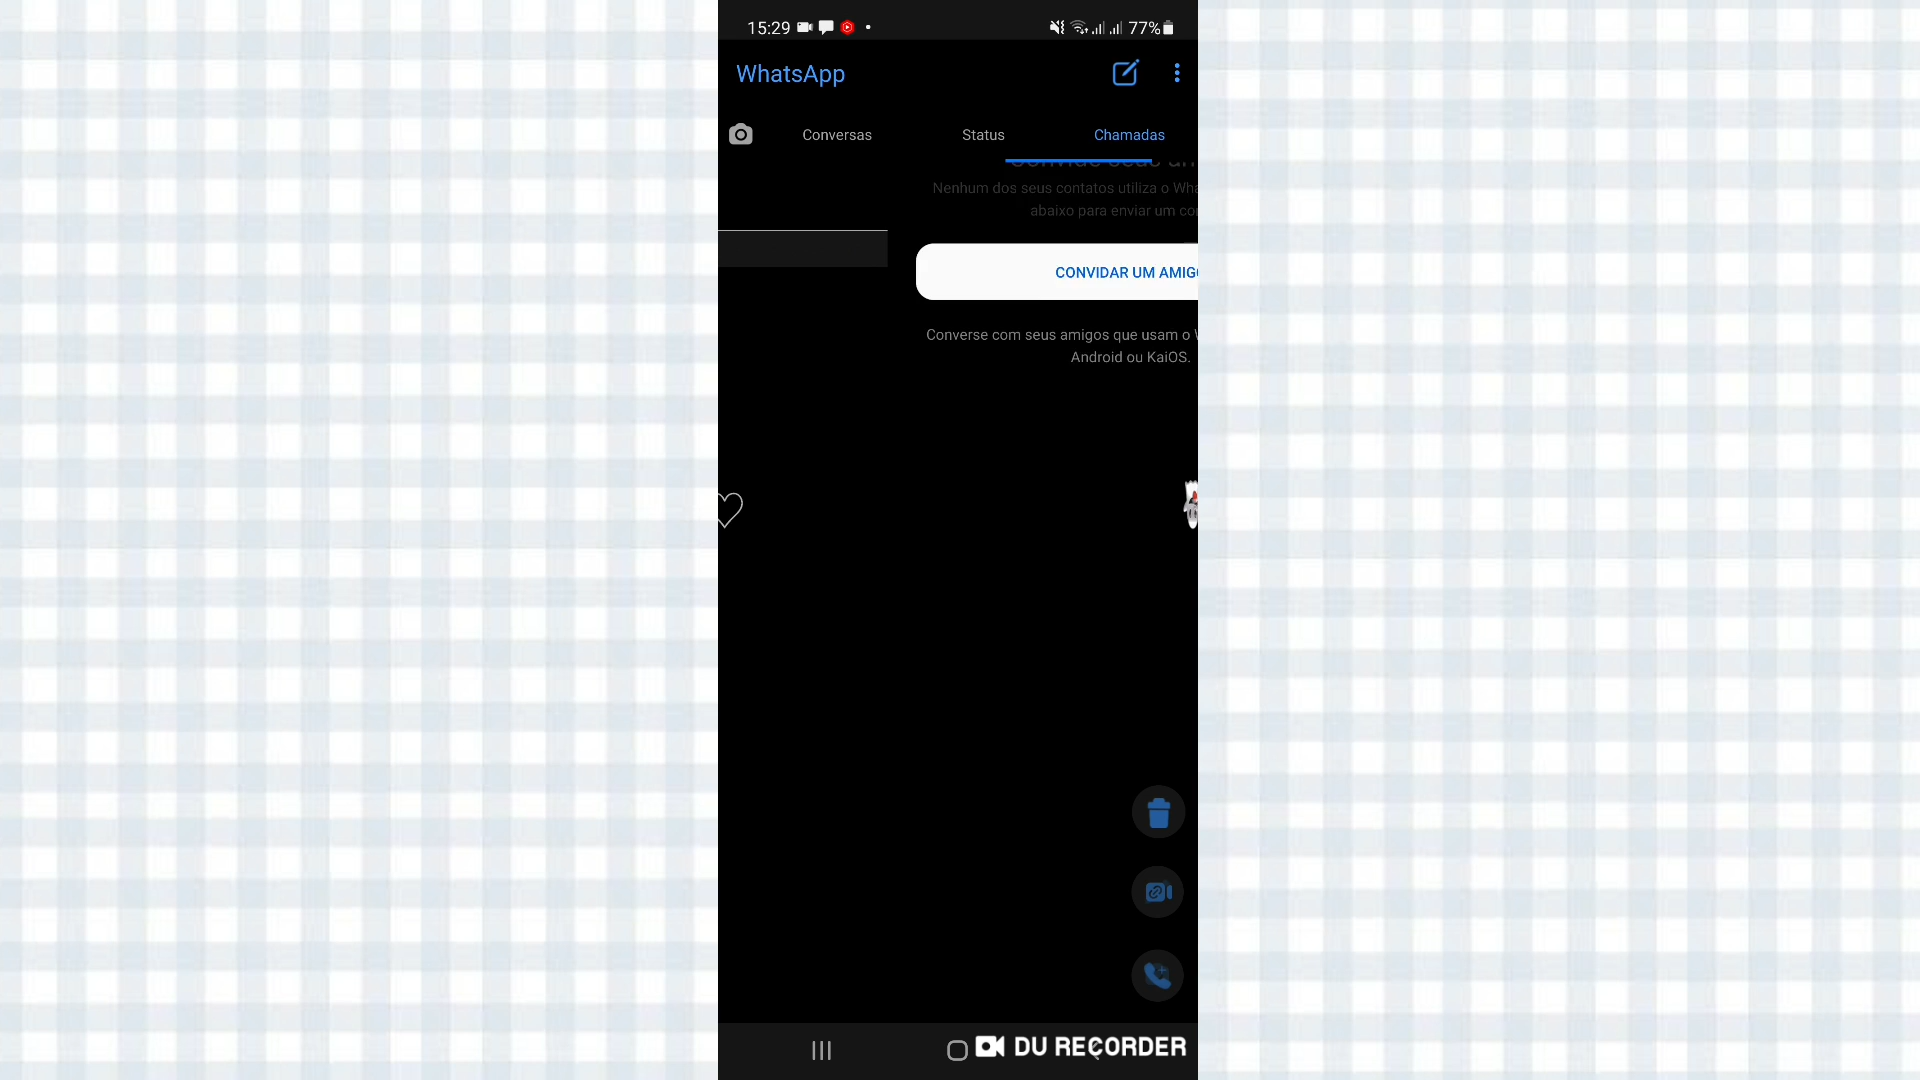 15:29
77%
WhatsApp
Conversas
Status
Chamadas
Nenhum dos seus contatos utiliza o
abaixo para enviar um
CONVIDAR UM
Converse com seus amigos que usam o
Android ou KaiOS.
DU RECORDER